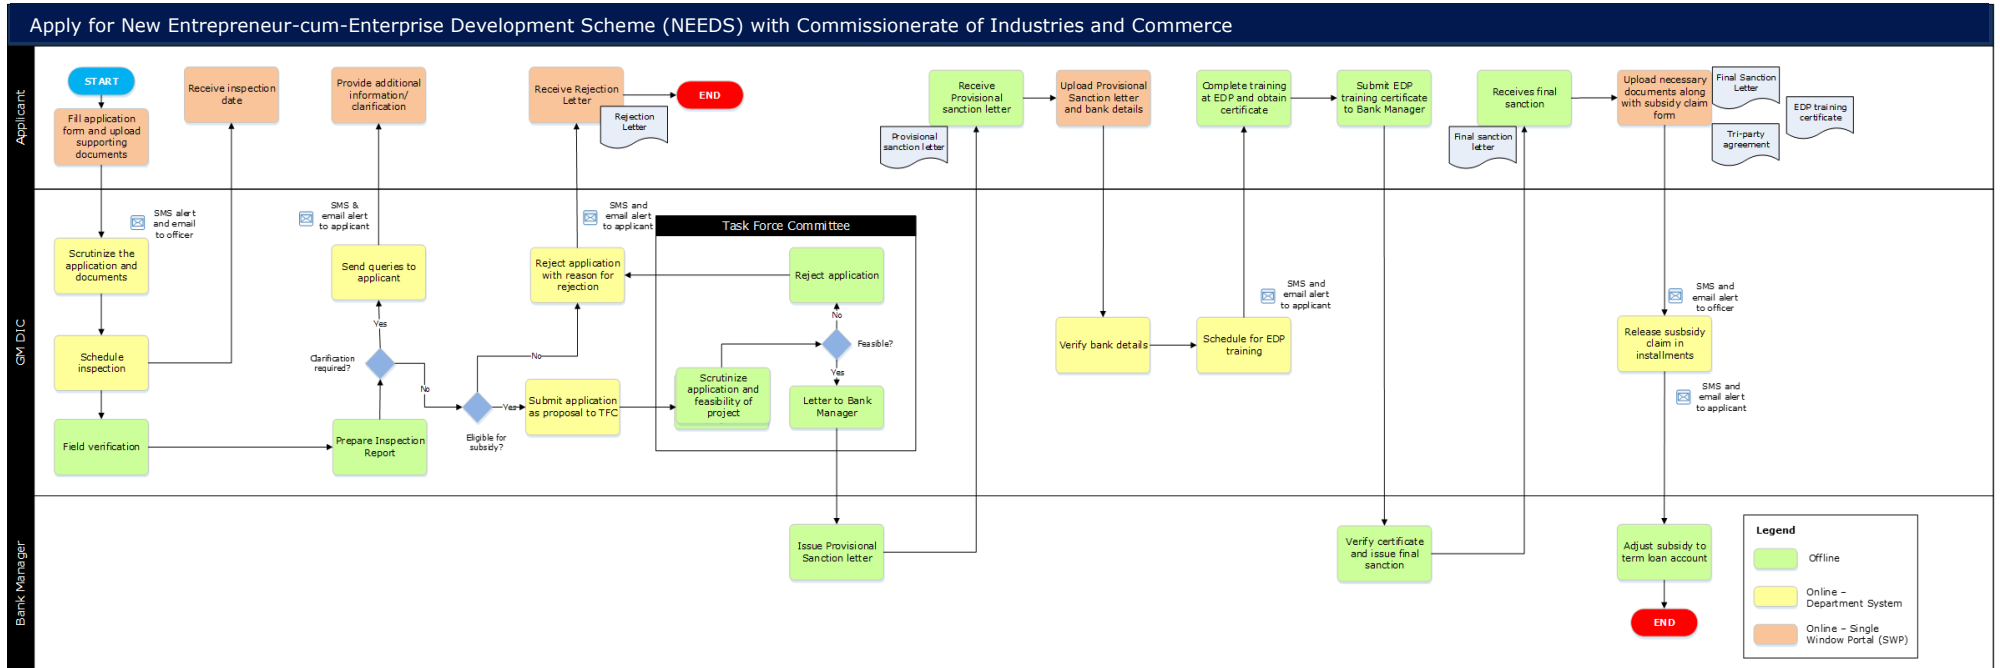 Apply for New Entrepreneur-cum-Enterprise Development Scheme (NEEDS) with Commissionerate of Industries and Commerce
Applicant
START
Fill application
form and upload
supporting
documents
Receive inspection
date
Provide additional
information/
clarification
Receive Rejection
Letter
Rejection
Letter
END
Receive
Provisional
sanction letter
Provisional
sanction letter
Upload Provisional
Sanction letter
and bank details
Complete training
at EDP and obtain
certificate
Submit EDP
training certificate
to Bank Manager
Receives final
sanction
Final sanction
letter
Upload necessary
documents along
with subsidy claim
form
Final Sanction
Letter
EDP training
certificate
Tri-party
agreement
GM DIC
SMS alert
and email
to officer
Scrutinize the
application and
documents
Schedule
inspection
Field verification
SMS &
email alert
to applicant
Send queries to
applicant
Yes
Clarification
required?
No
Prepare Inspection
Report
SMS and
email alert
to applicant
Reject application
with reason for
rejection
No
Yes
Eligible for
subsidy?
Submit application
as proposal to TFC
Task Force Committee
Reject application
No
Feasible?
Yes
Scrutinize
application and
feasibility of
project
Letter to Bank
Manager
Verify bank details
SMS and
email alert
to applicant
Schedule for EDP
training
SMS and
email alert
to officer
Release susbsidy
claim in
installments
SMS and
email alert
to applicant
Bank Manager
Issue Provisional
Sanction letter
Verify certificate
and issue final
sanction
Adjust subsidy to
term loan account
END
Legend
Offline
Online –
Department System
Online – Single
Window Portal (SWP)